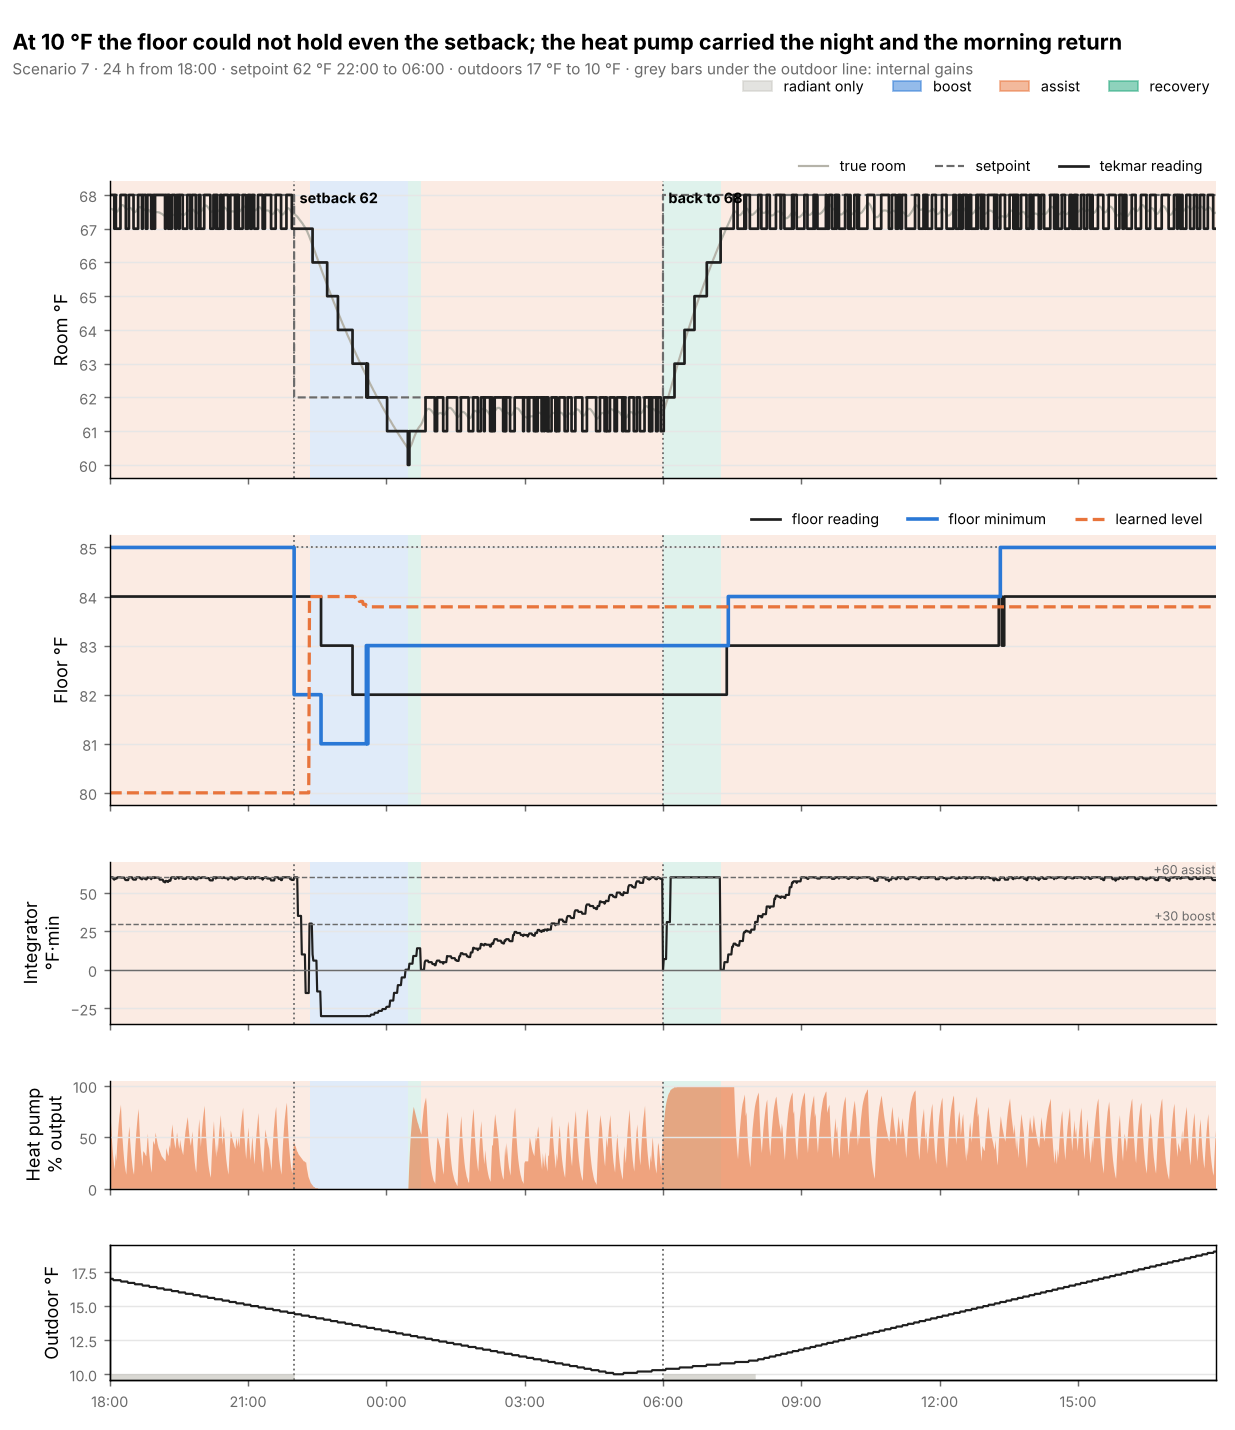 At 10 °F the floor could not hold even the setback; the heat pump carried the night and the morning return
Scenario 7 · 24 h from 18:00 · setpoint 62 °F 22:00 to 06:00 · outdoors 17 °F to 10 °F · grey bars under the outdoor line: internal gains
radiant only boost assist recovery
true room setpoint tekmar reading
setback 62
back to 68
68
67
66
65
64
63
62
61
60
Room °F
floor reading floor minimum learned level
85
84
83
82
81
80
Floor °F
+60 assist
+30 boost
50
25
0
−25
Integrator
°F·min
100
50
0
Heat pump
% output
17.5
15.0
12.5
10.0
Outdoor °F
18:00 21:00 00:00 03:00 06:00 09:00 12:00 15:00